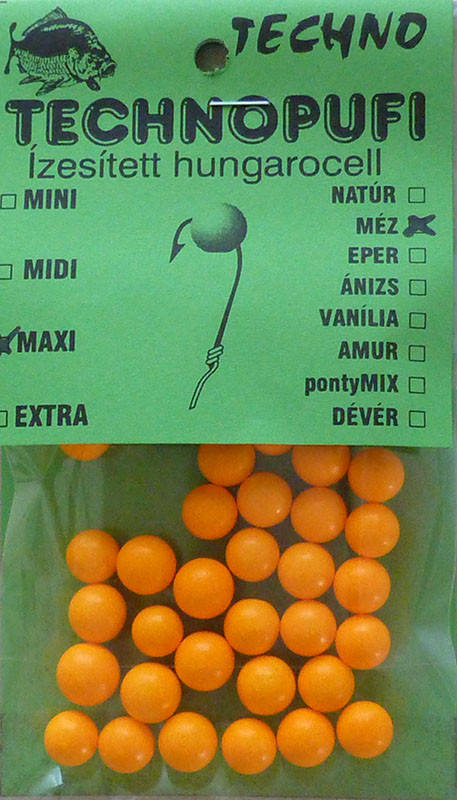 TECHNO
TECHNOPUFI
Ízesített hungarocell
MINI
MIDI
MAXI
EXTRA
NATÚR
MÉZ
EPER
ÁNIZS
VANÍLIA
AMUR
pontyMIX
DÉVÉR